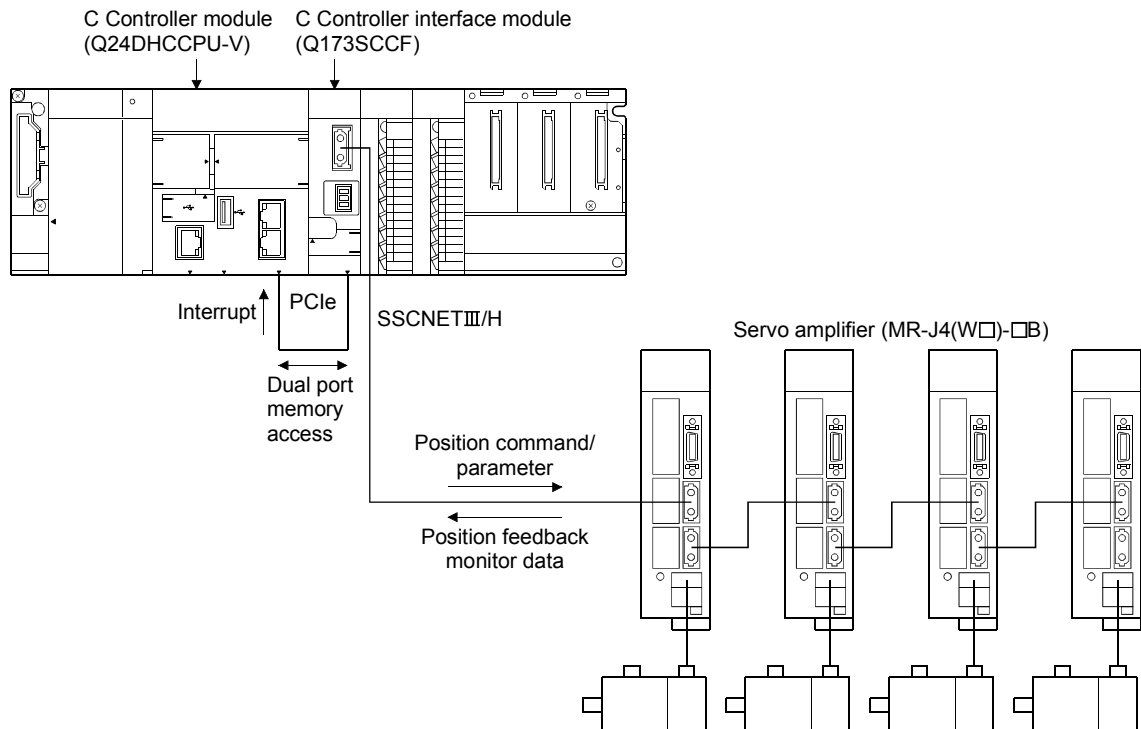 C Controller module
(Q24DHCCPU-V)
C Controller interface module
(Q173SCCF)
Interrupt
PCIe
SSCNETⅢ/H
Dual port
memory
access
Servo amplifier (MR-J4(W□)-□B)
Position command/
parameter
Position feedback
monitor data